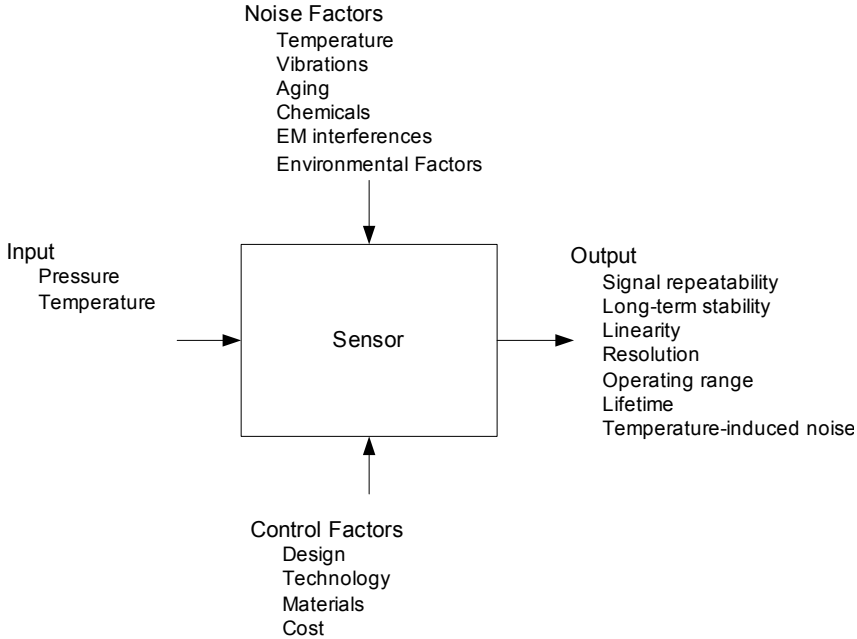 Noise Factors
Temperature
Vibrations
Aging
Chemicals
EM interferences
Environmental Factors
Input
Pressure
Temperature
Sensor
Output
Signal repeatability
Long-term stability
Linearity
Resolution
Operating range
Lifetime
Temperature-induced noise
Control Factors
Design
Technology
Materials
Cost